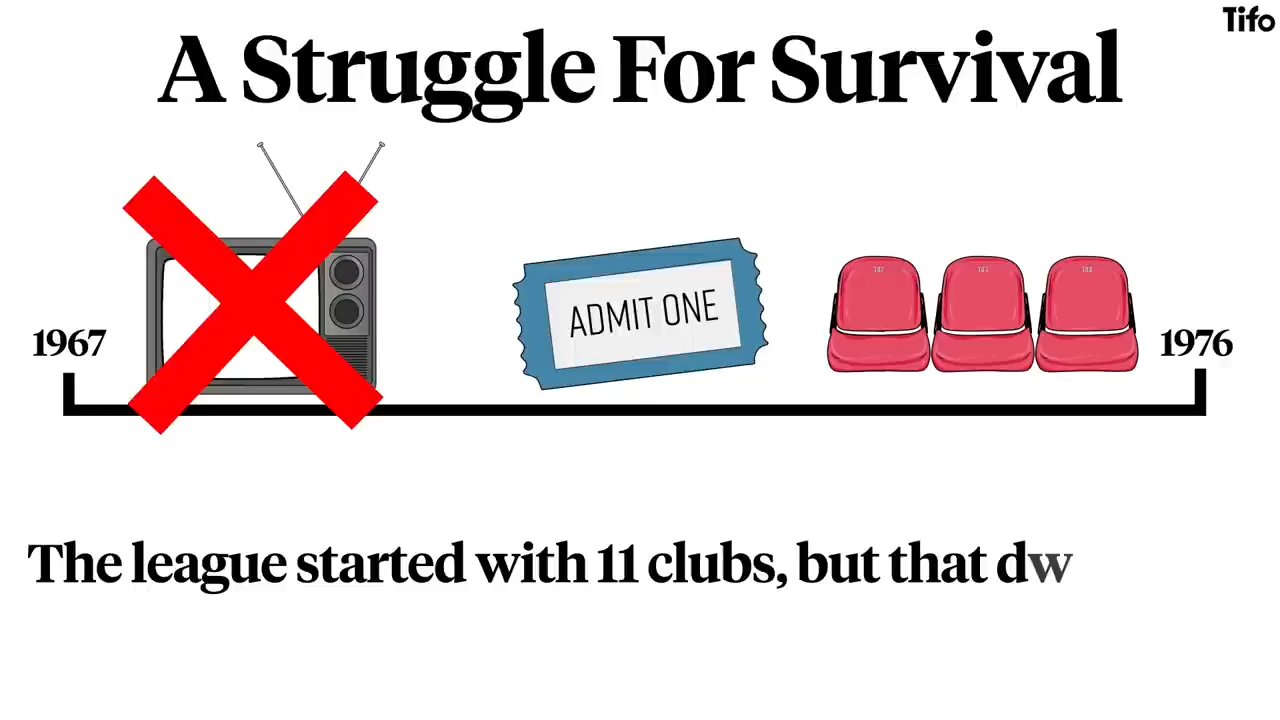 Tifo
A Struggle For Survival
ADMIT ONE
1967
1976
The league started with 11 clubs, but that dw